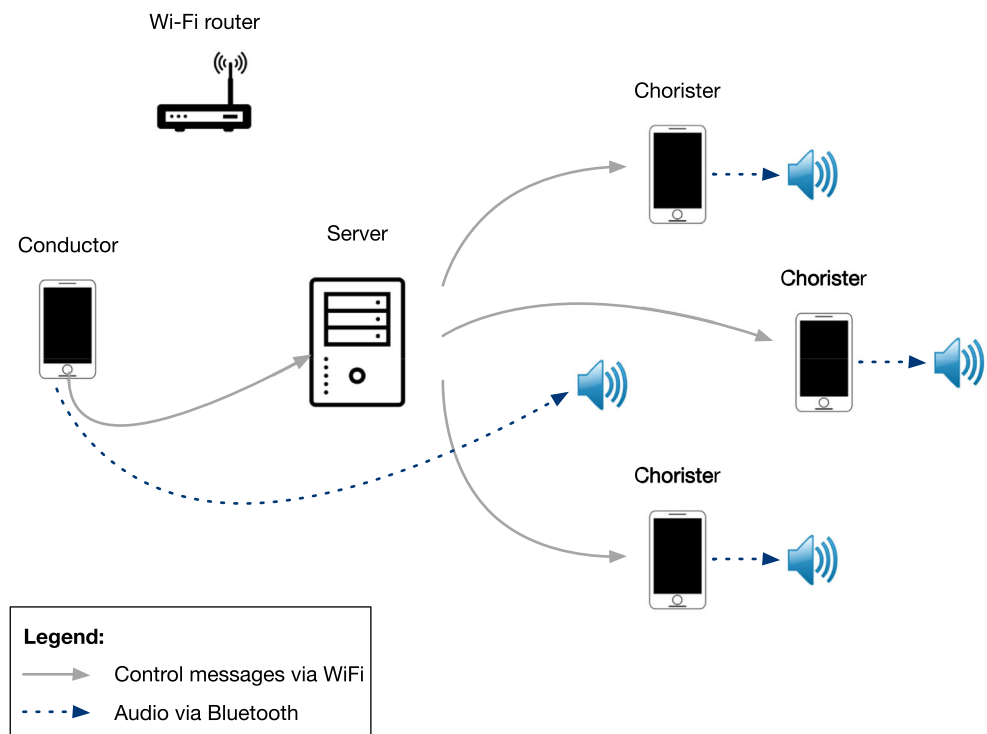 Wi-Fi router
Chorister
Server
Conductor
Chorister
Chorister
Legend:
Control messages via WiFi
Audio via Bluetooth